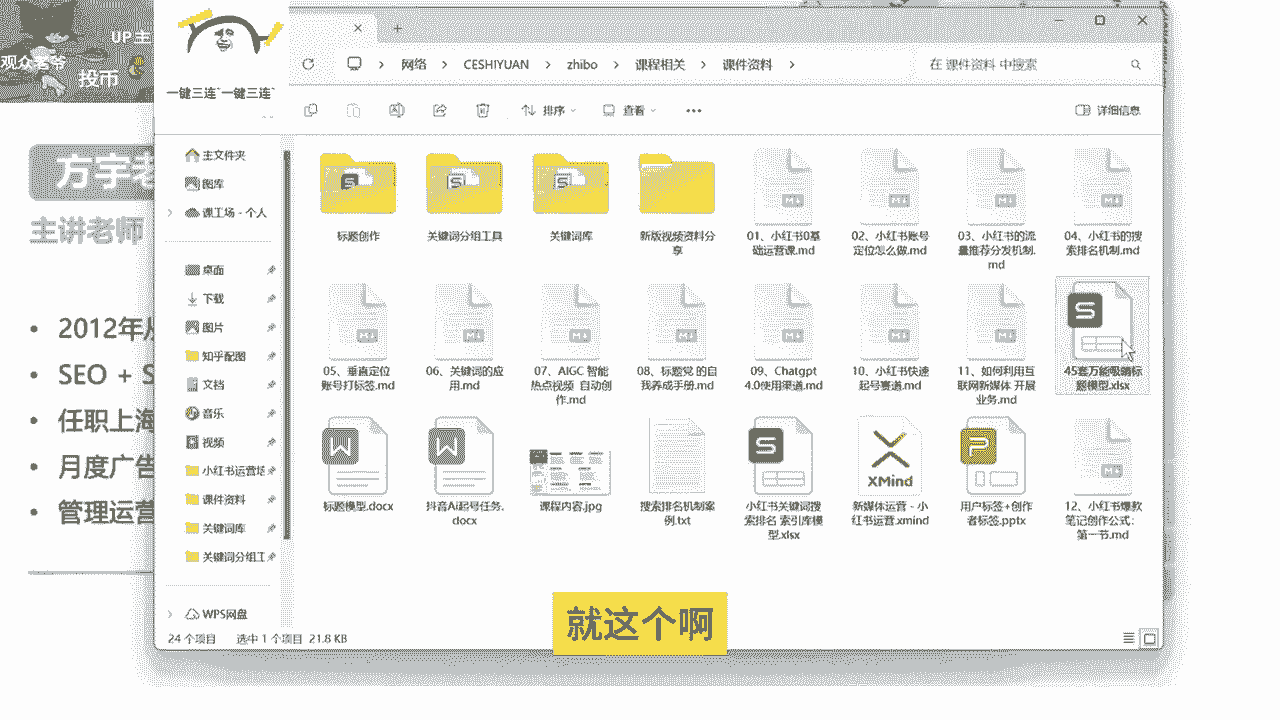 UP主
观众老爷
投币
一键三连 一键三连
网络
CESHIYUAN
zhibo
课程相关
课件资料
在 课件资料 中搜索
排序
查看
详细信息
方宇老
主讲老师
2012年从
SEO + S
任职上海
月度广告
管理运营
主文件夹
图库
课工场 - 个人
桌面
下载
图片
知乎配图
文档
音乐
视频
小红书运营培
课件资料
关键词库
关键词分组工
WPS网盘
标题创作
关键词分组工具
关键词库
新版视频资料分
享
01、小红书0基
础运营课.md
02、小红书账号
定位怎么做.md
03、小红书的流
量推荐分发机制.
md
04、小红书的搜
索排名机制.md
05、垂直定位
账号打标签.md
06、关键词的应
用.md
07、AIGC 智能
热点视频 自动创
作.md
08、标题党 的自
我养成手册.md
09、Chatgpt
4.0使用渠道.md
10、小红书快速
起号赛道.md
11、如何利用互
联网新媒体 开展
业务.md
45套万能吸睛标
题模型.xlsx
标题模型.docx
抖音Ai起号任务.
docx
课程内容.jpg
搜索排名机制案
例.txt
小红书关键词搜
索排名 索引库模
型.xlsx
XMind
新媒体运营 - 小
红书运营.xmind
用户标签+创作
者标签.pptx
12、小红书爆款
笔记创作公式：
第一节.md
就这个啊
24 个项目
选中 1 个项目 21.8 KB